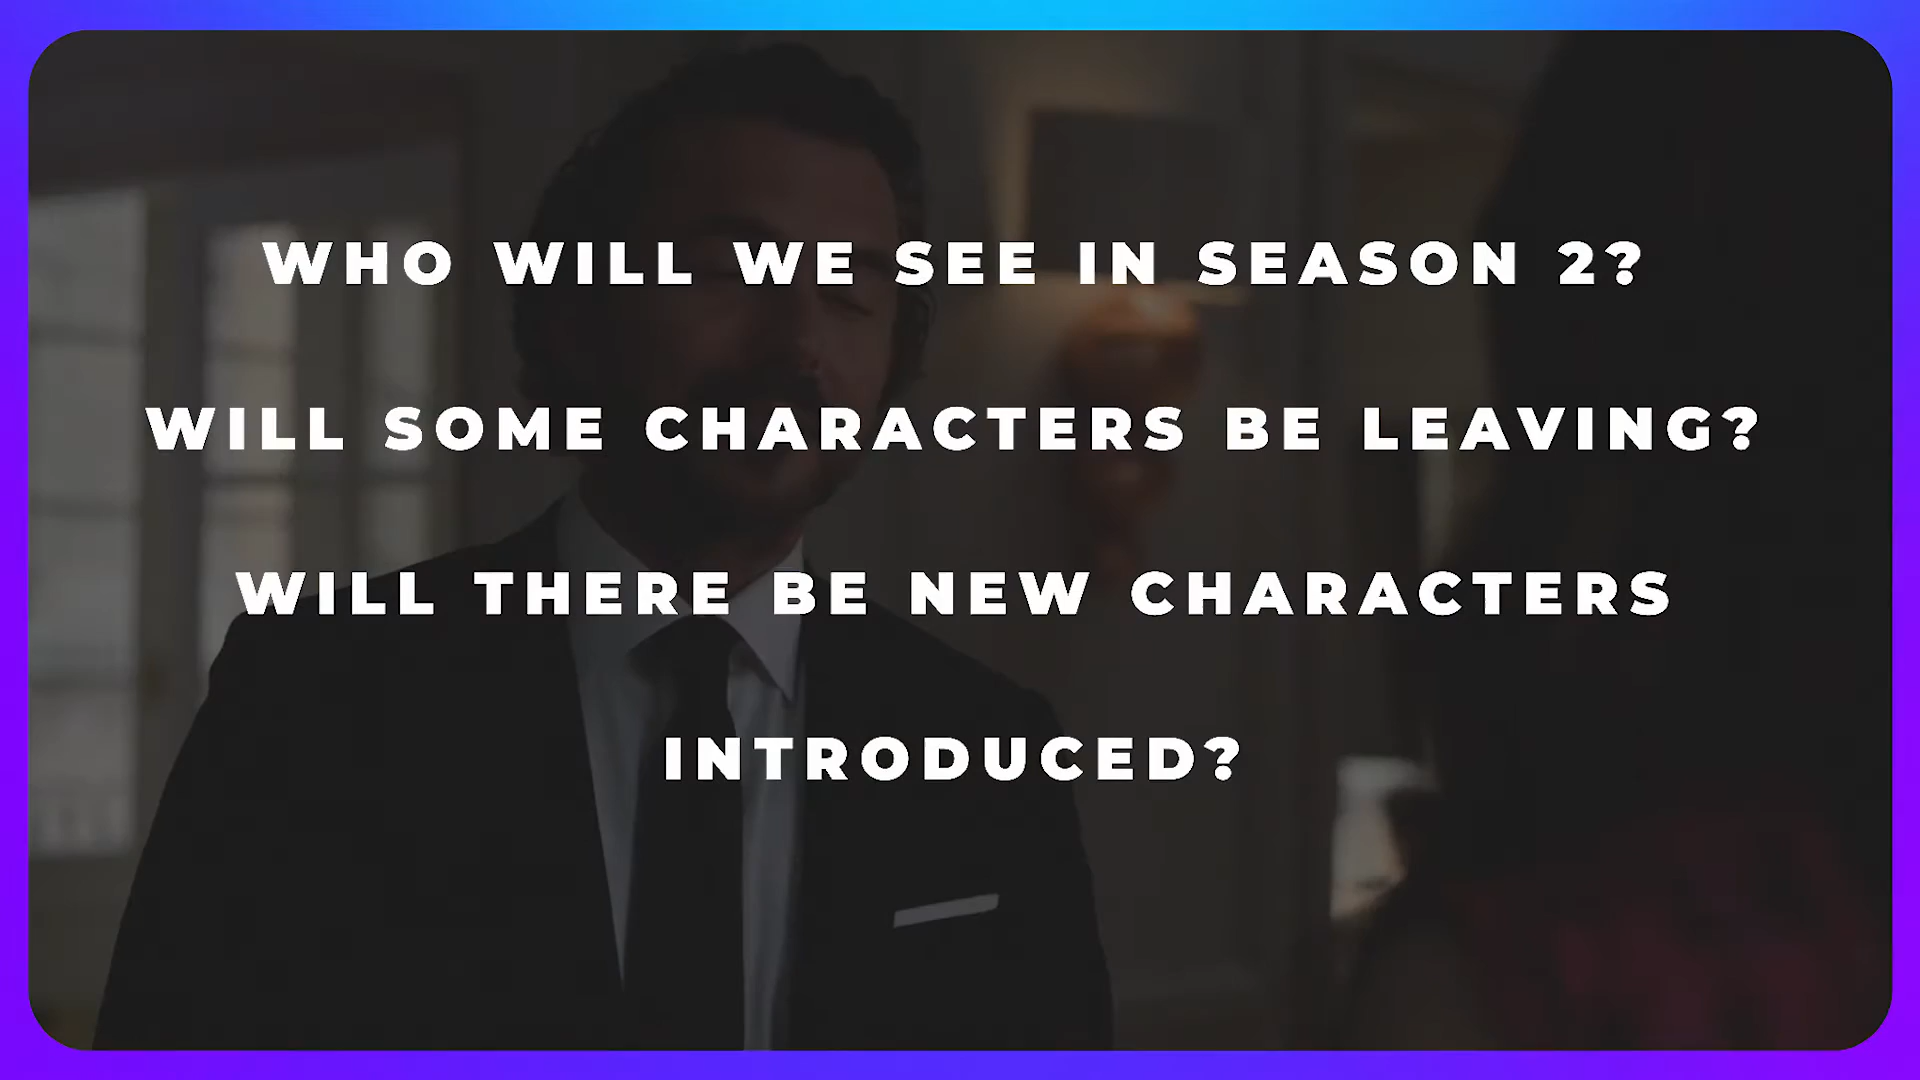 WHO WILL WE SEE IN SEASON 2?
WILL SOME CHARACTERS BE LEAVING?
WILL THERE BE NEW CHARACTERS
INTRODUCED?